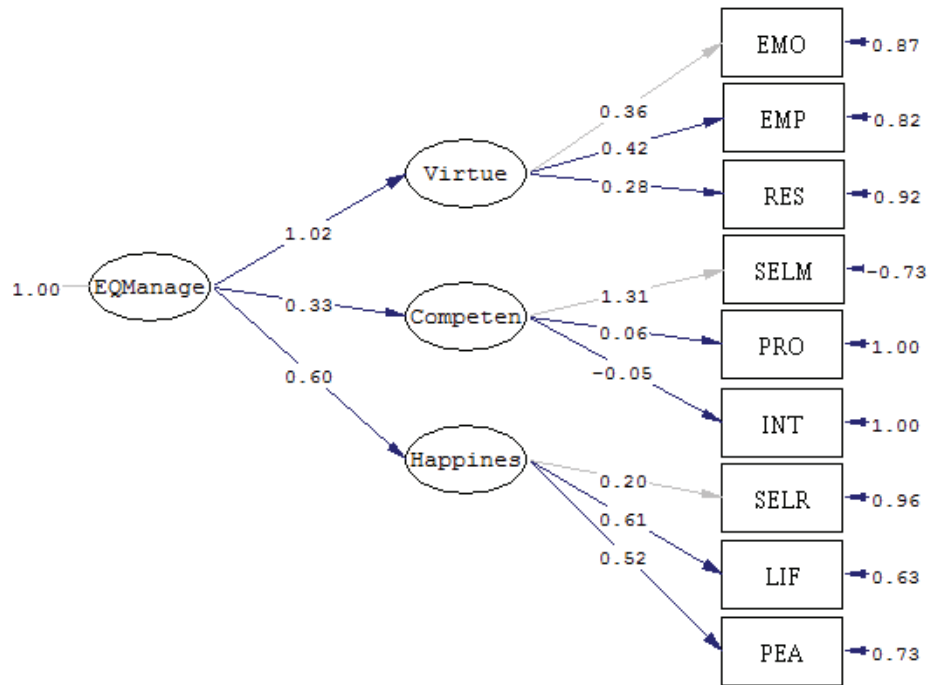 EMO
0.87
0.36
EMP
0.82
0.42
Virtue
0.28
RES
0.92
1.02
SELM
-0.73
1.00
EQManage
0.33
Competen
1.31
0.06
PRO
1.00
-0.05
0.60
INT
1.00
Happines
0.20
SELR
0.96
0.61
0.52
LIF
0.63
PEA
0.73